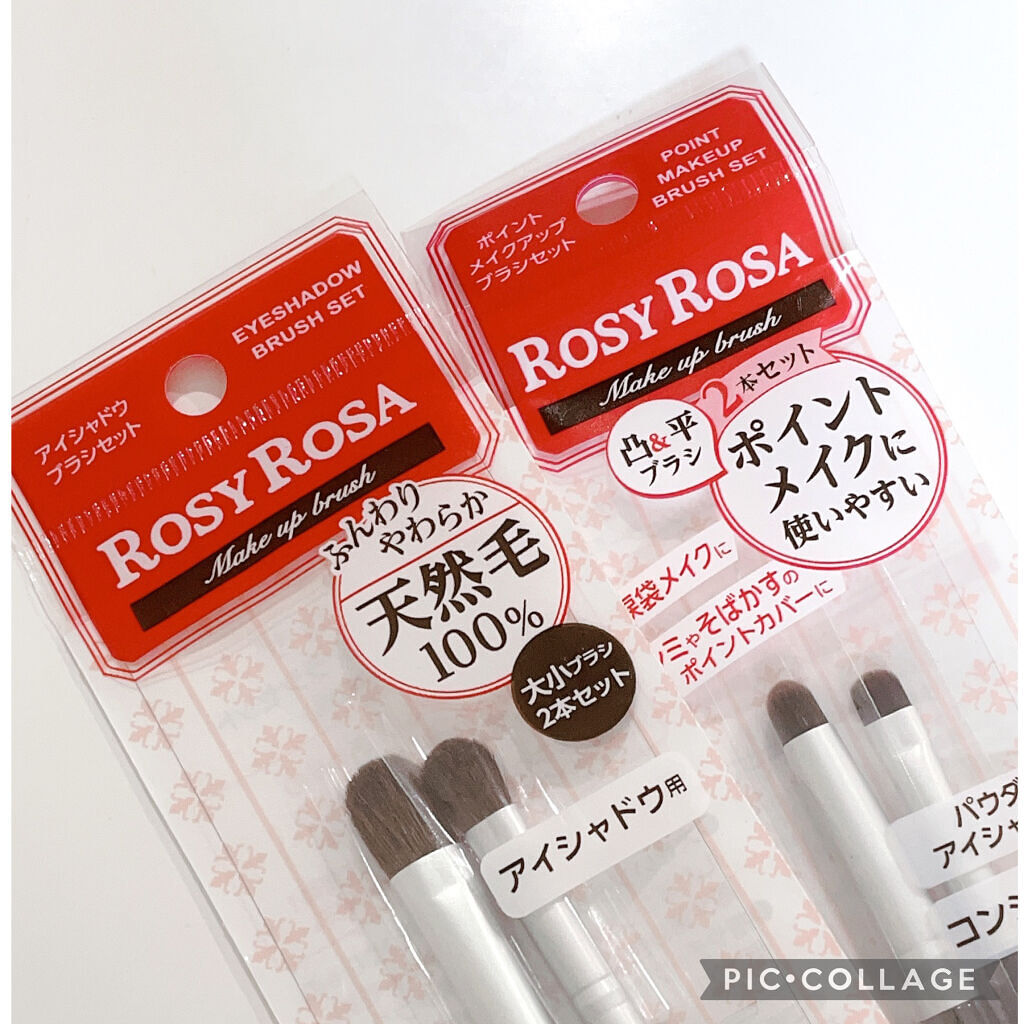 アイシャドウ
ブラシセット
EYESHADOW
BRUSH SET
ROSY ROSA
Make up brush
ふんわり
やわらか
天然毛
100%
大小ブラシ
2本セット
アイシャドウ用
ポイント
メイクアップ
ブラシセット
POINT
MAKEUP
BRUSH SET
ROSY ROSA
Make up brush
2本セット
凸&平
ブラシ
ポイント
メイクに
使いやすい
涙袋メイクに
ミやそばかすの
ポイントカバーに
パウダ
アイシャ
コン
PIC•COLLAGE